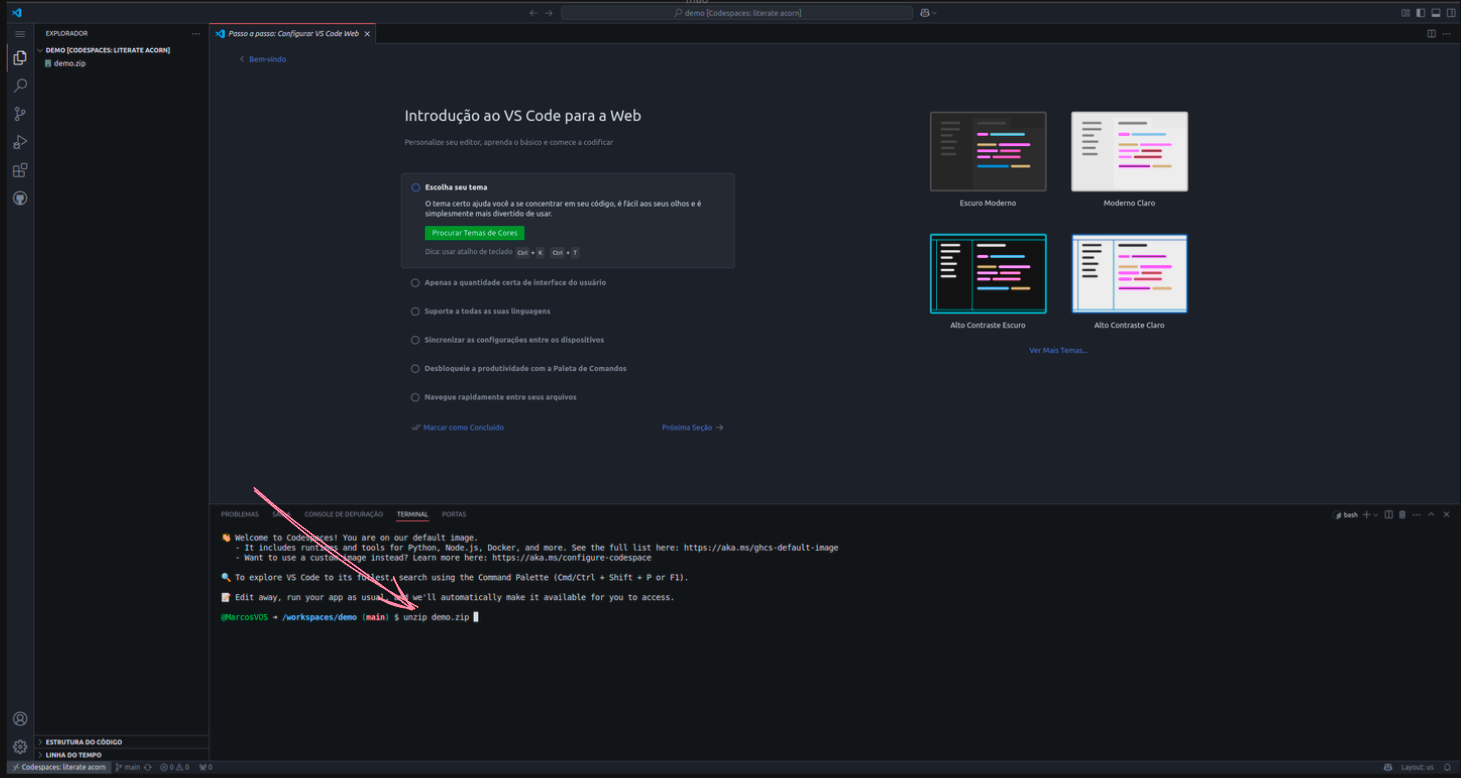 demo [Codespaces: literate acorn]
EXPLORADOR
DEMO [CODESPACES: LITERATE ACORN]
demo.zip
Passo a passo: Configurar VS Code Web
Bem-vindo
Introdução ao VS Code para a Web
Personalize seu editor, aprenda o básico e comece a codificar
Escolha seu tema
O tema certo ajuda você a se concentrar em seu código, é fácil aos seus olhos e é
simplesmente mais divertido de usar.
Procurar Temas de Cores
Dica: usar atalho de teclado Ctrl + K Ctrl + T
Apenas a quantidade certa de interface do usuário
Suporte a todas as suas linguagens
Sincronizar as configurações entre os dispositivos
Desbloqueie a produtividade com a Paleta de Comandos
Navegue rapidamente entre seus arquivos
Marcar como Concluído
Próxima Seção
Escuro Moderno
Moderno Claro
Alto Contraste Escuro
Alto Contraste Claro
Ver Mais Temas...
PROBLEMAS SAÍDA CONSOLE DE DEPURAÇÃO TERMINAL PORTAS
bash
Welcome to Codespaces! You are on our default image.
- It includes runtimes and tools for Python, Node.js, Docker, and more. See the full list here: https://aka.ms/ghcs-default-image
- Want to use a custom image instead? Learn more here: https://aka.ms/configure-codespace
To explore VS Code to its fullest, search using the Command Palette (Cmd/Ctrl + Shift + P or F1).
Edit away, run your app as usual, and we'll automatically make it available for you to access.
@MarcosVOS ➜ /workspaces/demo (main) $ unzip demo.zip
ESTRUTURA DO CÓDIGO
LINHA DO TEMPO
Codespaces: literate acorn main 0 0 0
Layout: us